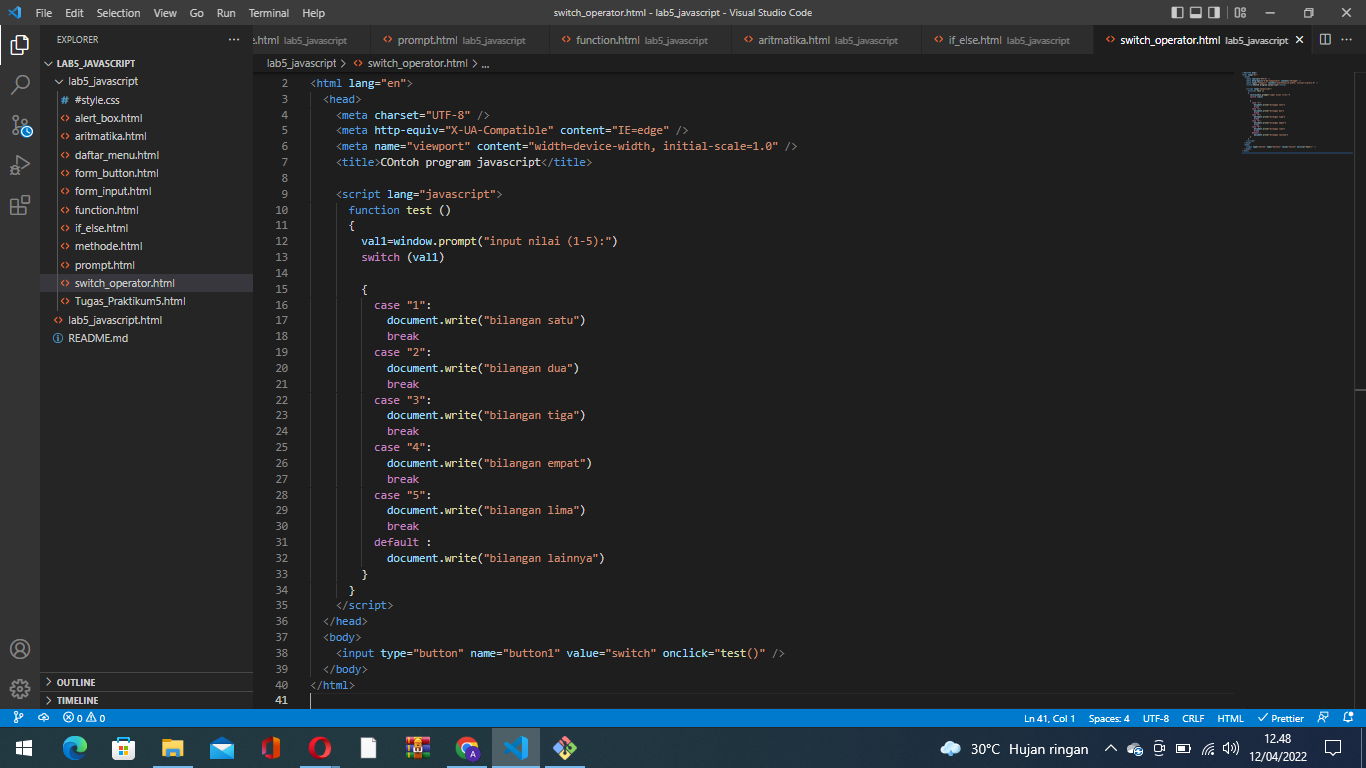 File Edit Selection View Go Run Terminal Help switch_operator.html - lab5_javascript - Visual Studio Code
EXPLORER
.html lab5_javascript prompt.html lab5_javascript function.html lab5_javascript aritmatika.html lab5_javascript if_else.html lab5_javascript switch_operator.html lab5_javascript
lab5_javascript > switch_operator.html > ...
LAB5_JAVASCRIPT
lab5_javascript
# #style.css
alert_box.html
aritmatika.html
daftar_menu.html
form_button.html
form_input.html
function.html
if_else.html
methode.html
prompt.html
switch_operator.html
Tugas_Praktikum5.html
lab5_javascript.html
README.md
OUTLINE
TIMELINE
2 <html lang="en">
3 <head>
4 <meta charset="UTF-8" />
5 <meta http-equiv="X-UA-Compatible" content="IE=edge" />
6 <meta name="viewport" content="width=device-width, initial-scale=1.0" />
7 <title>COntoh program javascript</title>
8
9 <script lang="javascript">
10 function test ()
11 {
12 val1=window.prompt("input nilai (1-5):")
13 switch (val1)
14
15 {
16 case "1":
17 document.write("bilangan satu")
18 break
19 case "2":
20 document.write("bilangan dua")
21 break
22 case "3":
23 document.write("bilangan tiga")
24 break
25 case "4":
26 document.write("bilangan empat")
27 break
28 case "5":
29 document.write("bilangan lima")
30 break
31 default :
32 document.write("bilangan lainnya")
33 }
34 }
35 </script>
36 </head>
37 <body>
38 <input type="button" name="button1" value="switch" onclick="test()" />
39 </body>
40 </html>
41
0 0 Ln 41, Col 1 Spaces: 4 UTF-8 CRLF HTML Prettier
A 30°C Hujan ringan 12.48
12/04/2022